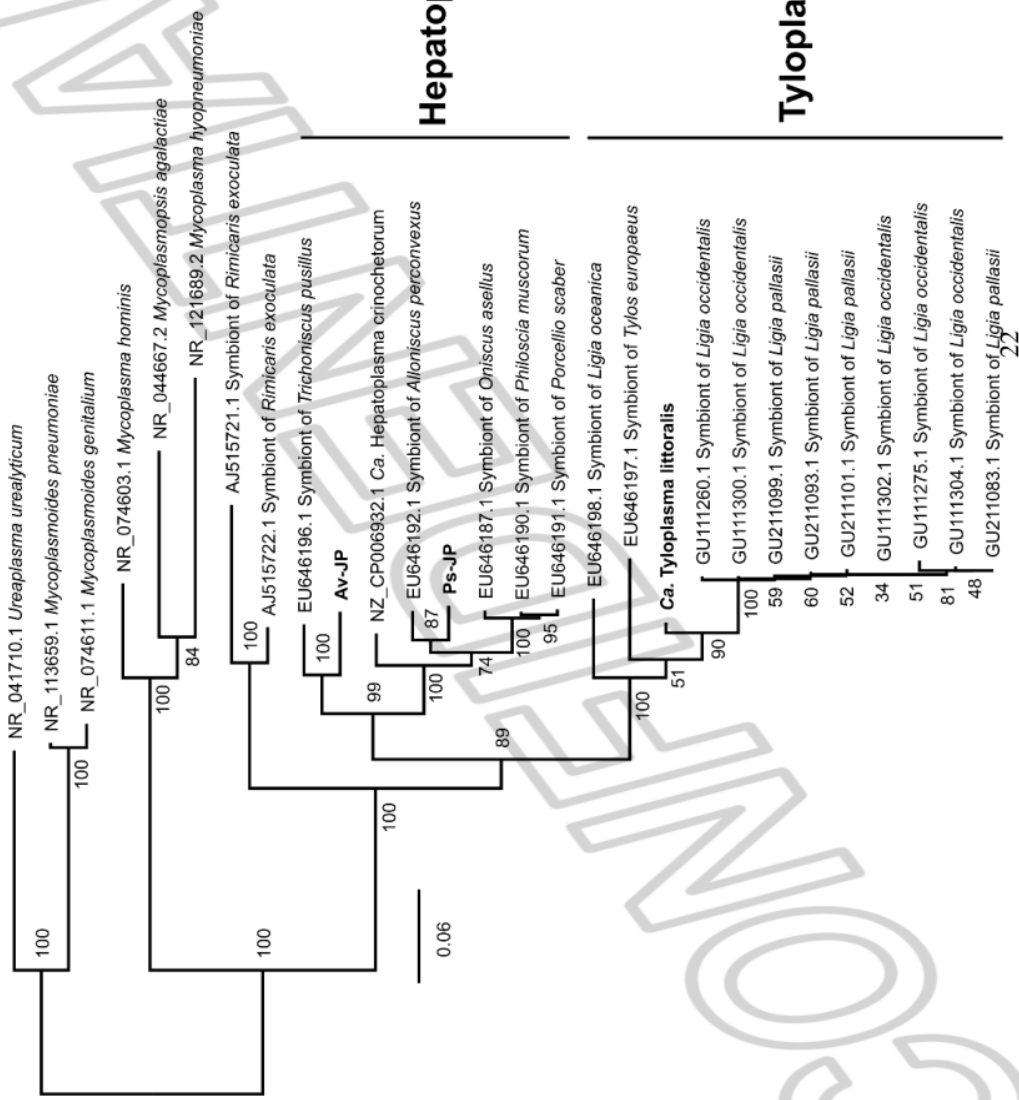 NR_041710.1 Ureaplasma urealyticum
NR_113659.1 Mycoplasmoides pneumoniae
NR_074611.1 Mycoplasmoides genitalium
NR_074603.1 Mycoplasma hominis
NR_044667.2 Mycoplasmopsis agalactiae
NR_121689.2 Mycoplasma hyopneumoniae
AJ515721.1 Symbiont of Rimicaris exoculata
AJ515722.1 Symbiont of Rimicaris exoculata
EU646196.1 Symbiont of Trichoniscus pusillus
Av-JP
NZ_CP006932.1 Ca. Hepatoplasma crinochetorum
EU646192.1 Symbiont of Alloniscus perconvexus
Ps-JP
EU646187.1 Symbiont of Oniscus asellus
EU646190.1 Symbiont of Philoscia muscorum
EU646191.1 Symbiont of Porcellio scaber
EU646198.1 Symbiont of Ligia oceanica
EU646197.1 Symbiont of Tylos europaeus
Ca. Tyloplasma littoralis
GU111260.1 Symbiont of Ligia occidentalis
GU111300.1 Symbiont of Ligia occidentalis
GU211099.1 Symbiont of Ligia pallasii
GU211093.1 Symbiont of Ligia pallasii
GU211101.1 Symbiont of Ligia pallasii
GU111302.1 Symbiont of Ligia occidentalis
GU111275.1 Symbiont of Ligia occidentalis
GU111304.1 Symbiont of Ligia occidentalis
GU211083.1 Symbiont of Ligia pallasii
Hepatop
Tylopla
100
100
100
84
100
100
100
100
99
87
100
74
100
95
89
100
51
90
100
59
60
52
34
51
81
48
0.06
22
CONFIDENTIA